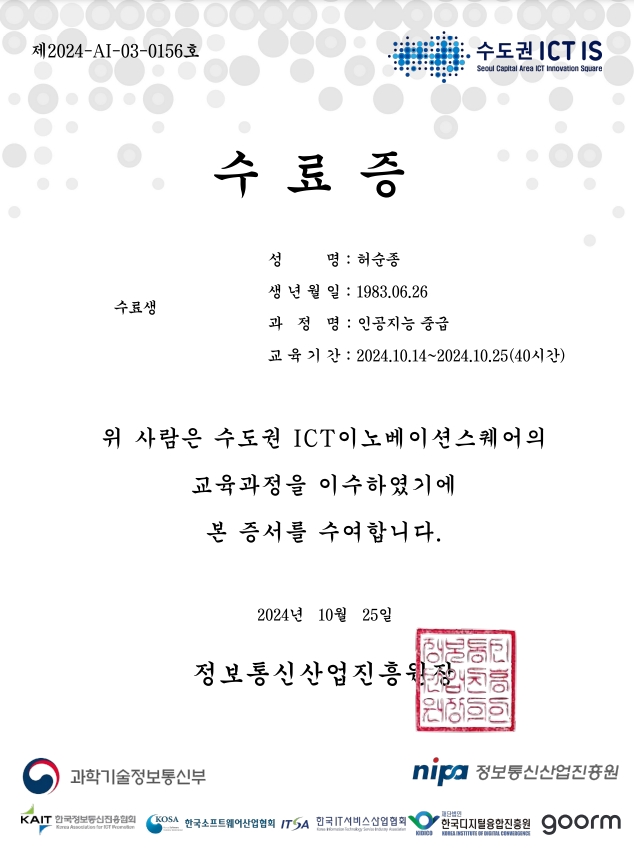 제2024-AI-03-0156호
수도권 ICT IS
Seoul Capital Area ICT Innovation Square
수 료 증
수료생
성 명 : 허순종
생 년 월 일 : 1983.06.26
과 정 명 : 인공지능 중급
교 육 기 간 : 2024.10.14~2024.10.25(40시간)
위 사람은 수도권 ICT이노베이션스퀘어의
교육과정을 이수하였기에
본 증서를 수여합니다.
2024년 10월 25일
정보통신산업진흥원장
과학기술정보통신부
nipa 정보통신산업진흥원
KAIT 한국정보통신진흥협회
Korea Association for ICT Promotion
KOSA 한국소프트웨어산업협회
ITSA 한국IT서비스산업협회
Korea Information Technology Service Industry Association
KIDICO
재단법인
한국디지털융합진흥원
KOREA INSTITUTE OF DIGITAL CONVERGENCE
goorm